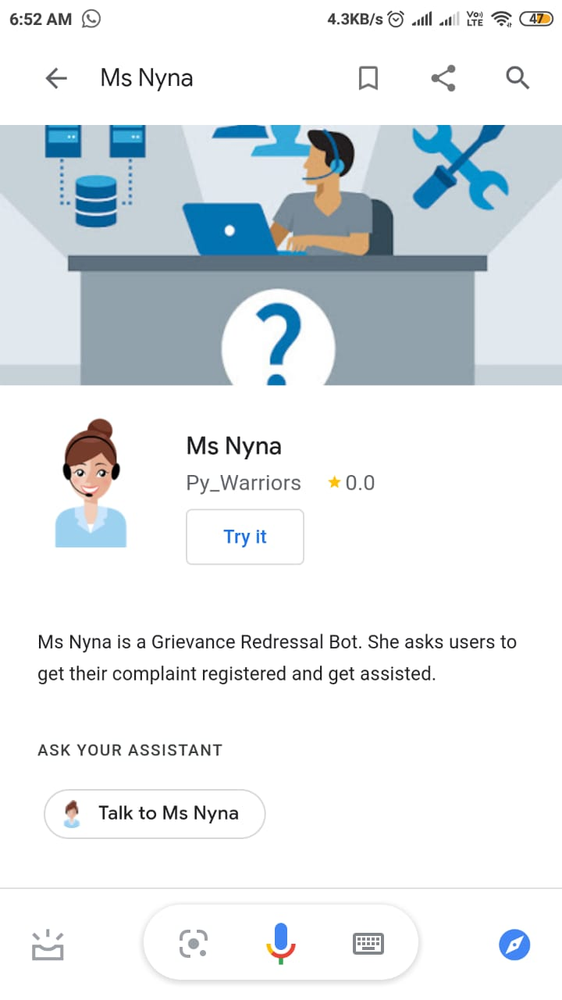 6:52 AM 4.3KB/s Vo)) LTE 47
Ms Nyna
?
Ms Nyna
Py_Warriors ★ 0.0
Try it
Ms Nyna is a Grievance Redressal Bot. She asks users to
get their complaint registered and get assisted.
ASK YOUR ASSISTANT
Talk to Ms Nyna